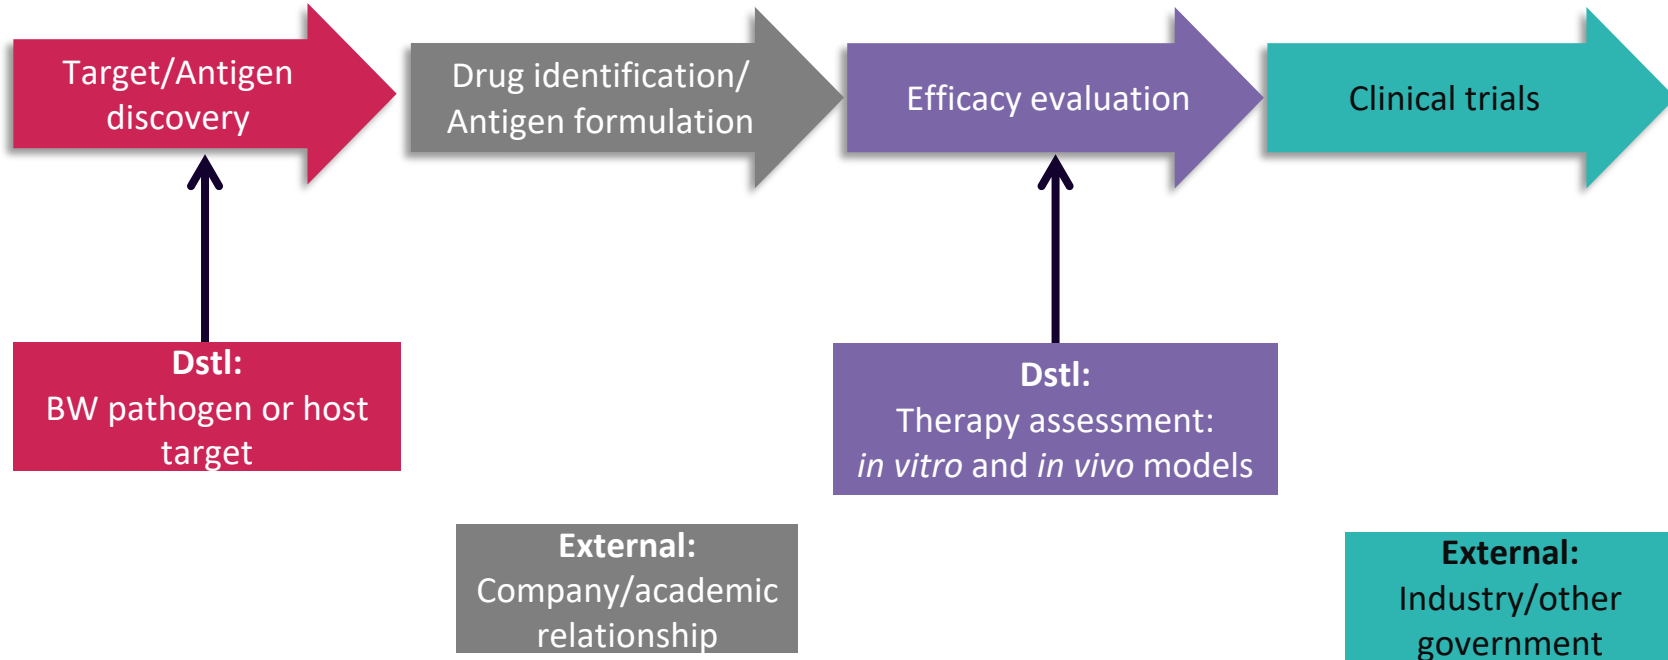 Target/Antigen
discovery
Drug identification/
Antigen formulation
Efficacy evaluation
Clinical trials
Dstl:
BW pathogen or host
target
Dstl:
Therapy assessment:
in vitro and in vivo models
External:
Company/academic
relationship
External:
Industry/other
government